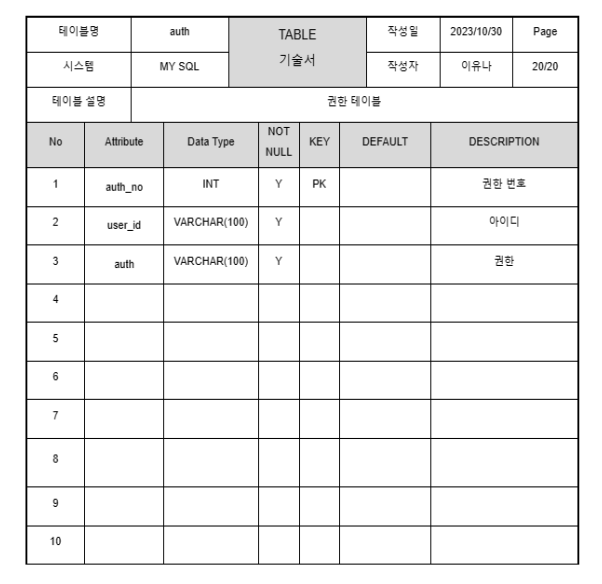 테이블명 auth TABLE 기술서 작성일 2023/10/30 Page
시스템 MY SQL 작성자 이유나 20/20
테이블 설명 권한 테이블
No Attribute Data Type NOT NULL KEY DEFAULT DESCRIPTION
1 auth_no INT Y PK 권한 번호
2 user_id VARCHAR(100) Y 아이디
3 auth VARCHAR(100) Y 권한
4
5
6
7
8
9
10